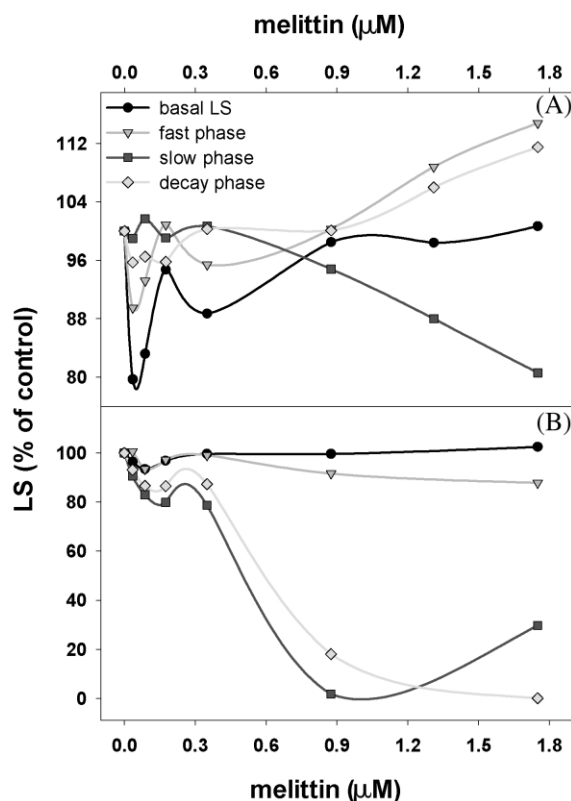 melittin (μM)
0.0 0.3 0.6 0.9 1.2 1.5 1.8
(A)
basal LS
fast phase
slow phase
decay phase
112
104
96
88
80
LS (% of control)
(B)
100
80
60
40
20
0
0.0 0.3 0.6 0.9 1.2 1.5 1.8
melittin (μM)